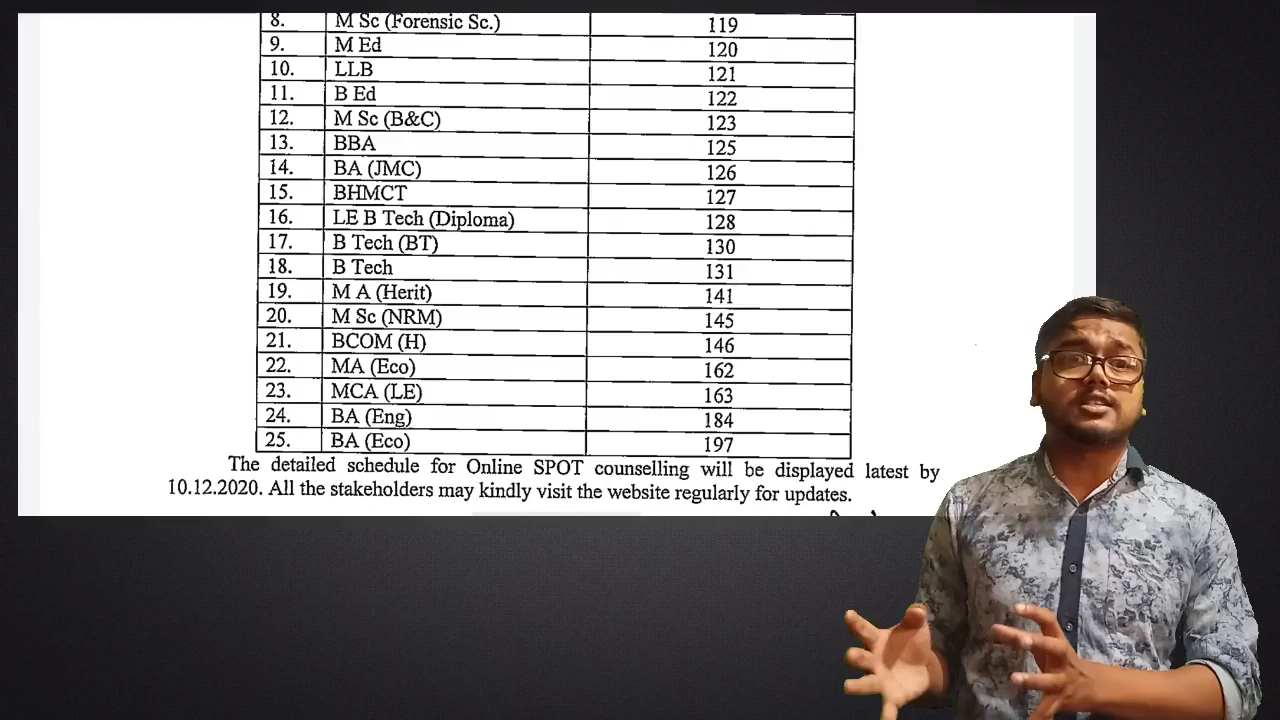 8. M Sc (Forensic Sc.) 119
9. M Ed 120
10. LLB 121
11. B Ed 122
12. M Sc (B&C) 123
13. BBA 125
14. BA (JMC) 126
15. BHMCT 127
16. LE B Tech (Diploma) 128
17. B Tech (BT) 130
18. B Tech 131
19. M A (Herit) 141
20. M Sc (NRM) 145
21. BCOM (H) 146
22. MA (Eco) 162
23. MCA (LE) 163
24. BA (Eng) 184
25. BA (Eco) 197
The detailed schedule for Online SPOT counselling will be displayed latest by
10.12.2020. All the stakeholders may kindly visit the website regularly for updates.